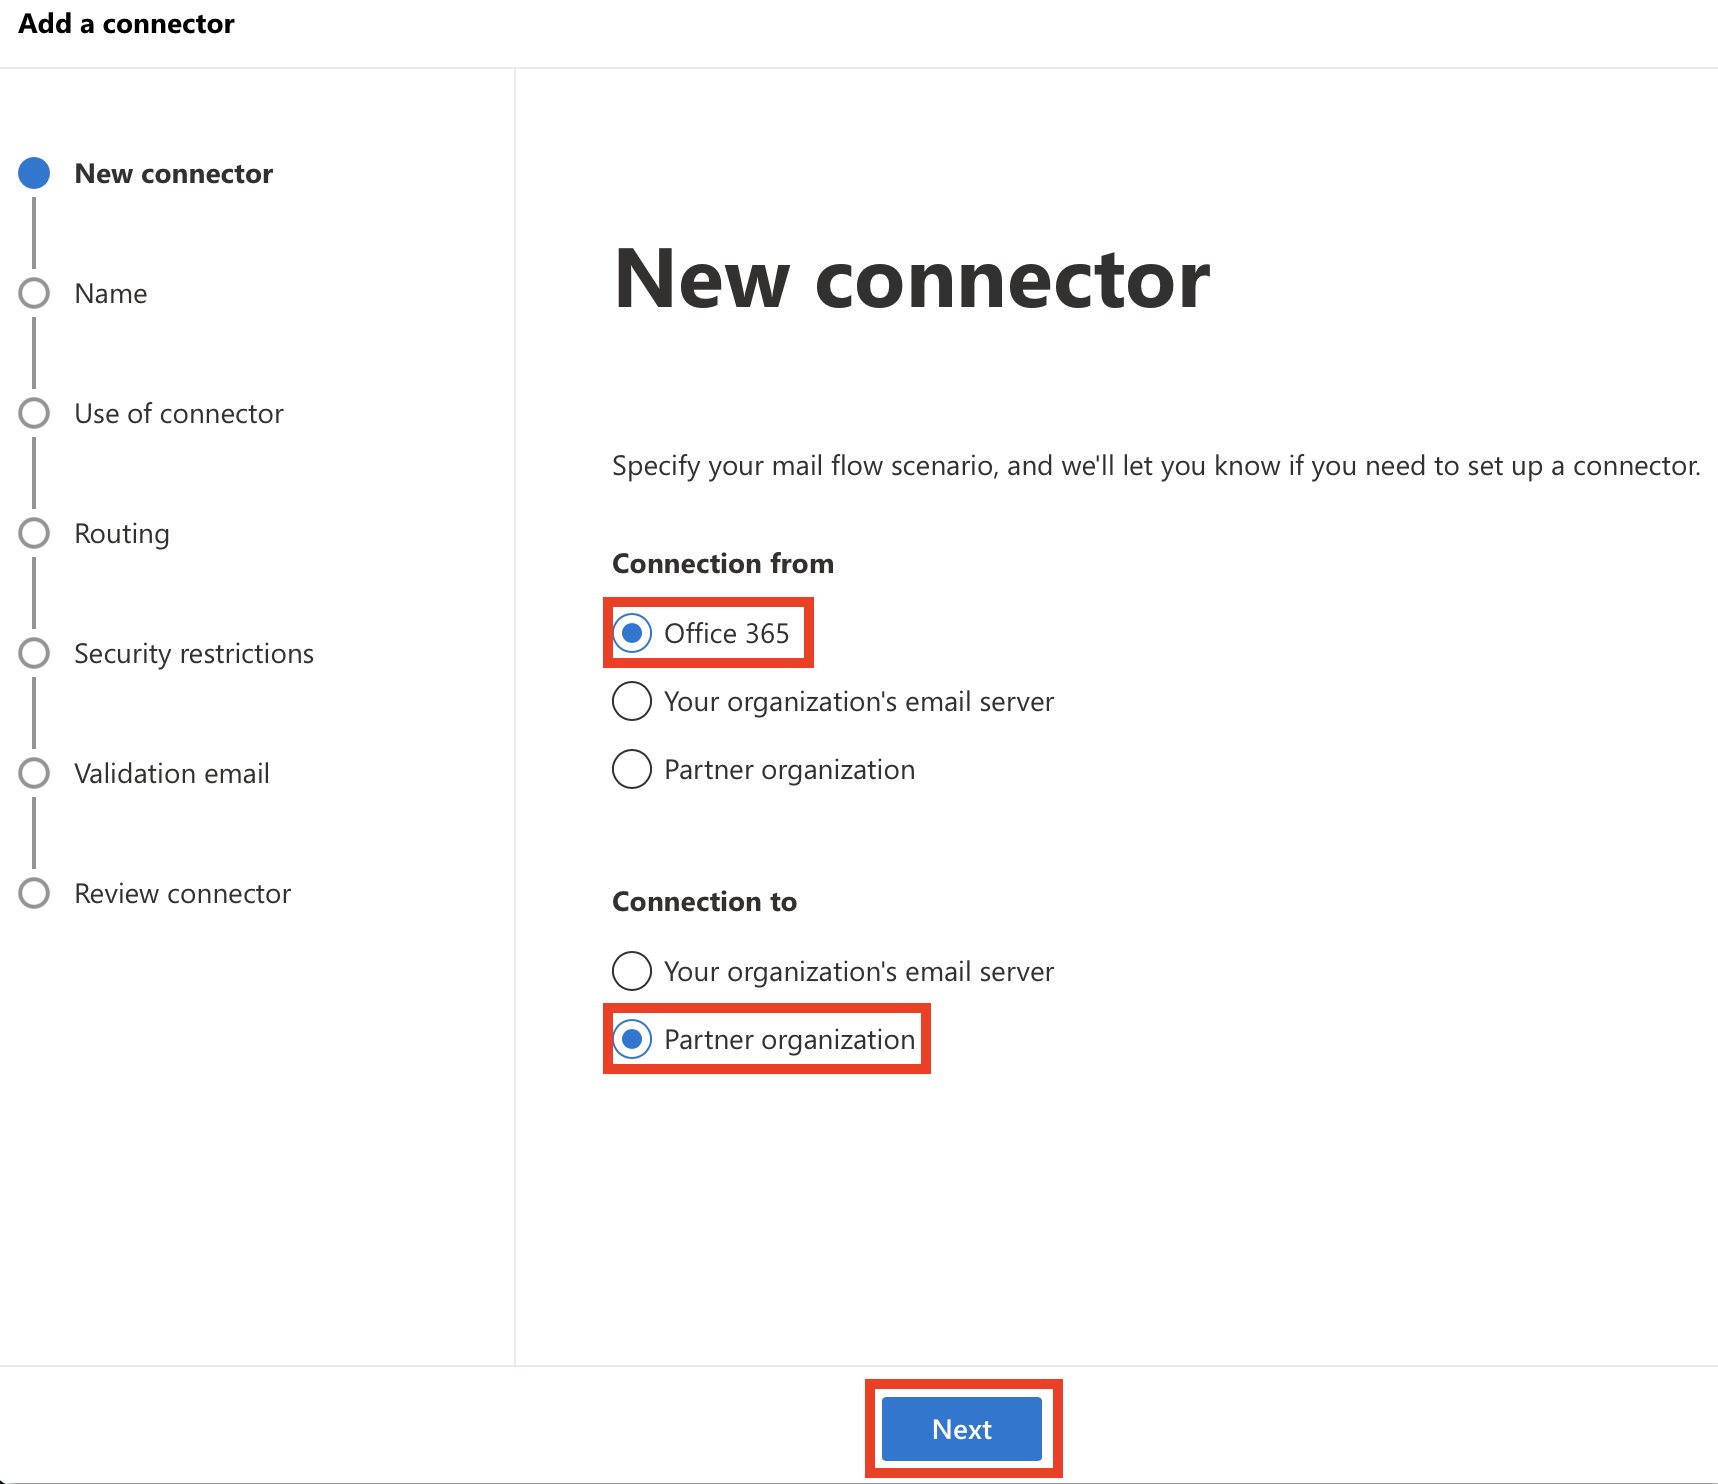 Add a connector
New connector
Name
Use of connector
Routing
Security restrictions
Validation email
Review connector
New connector
Specify your mail flow scenario, and we'll let you know if you need to set up a connector.
Connection from
Office 365
Your organization's email server
Partner organization
Connection to
Your organization's email server
Partner organization
Next